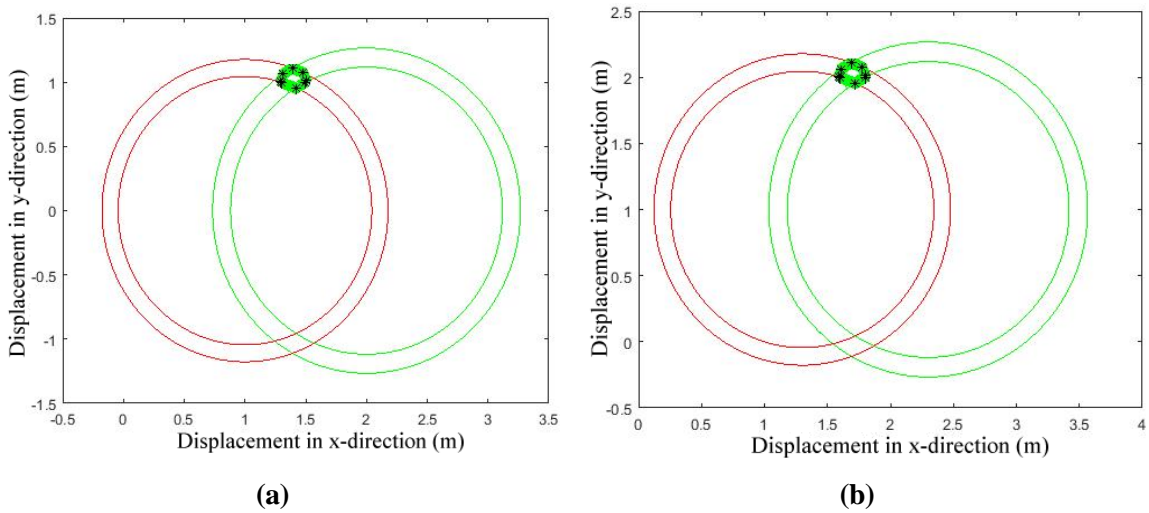 1.5
1
0.5
0
-0.5
-1
-1.5
-0.5 0 0.5 1 1.5 2 2.5 3 3.5
Displacement in y-direction (m)
Displacement in x-direction (m)
(a)
2.5
2
1.5
1
0.5
0
-0.5
0 0.5 1 1.5 2 2.5 3 3.5 4
Displacement in y-direction (m)
Displacement in x-direction (m)
(b)